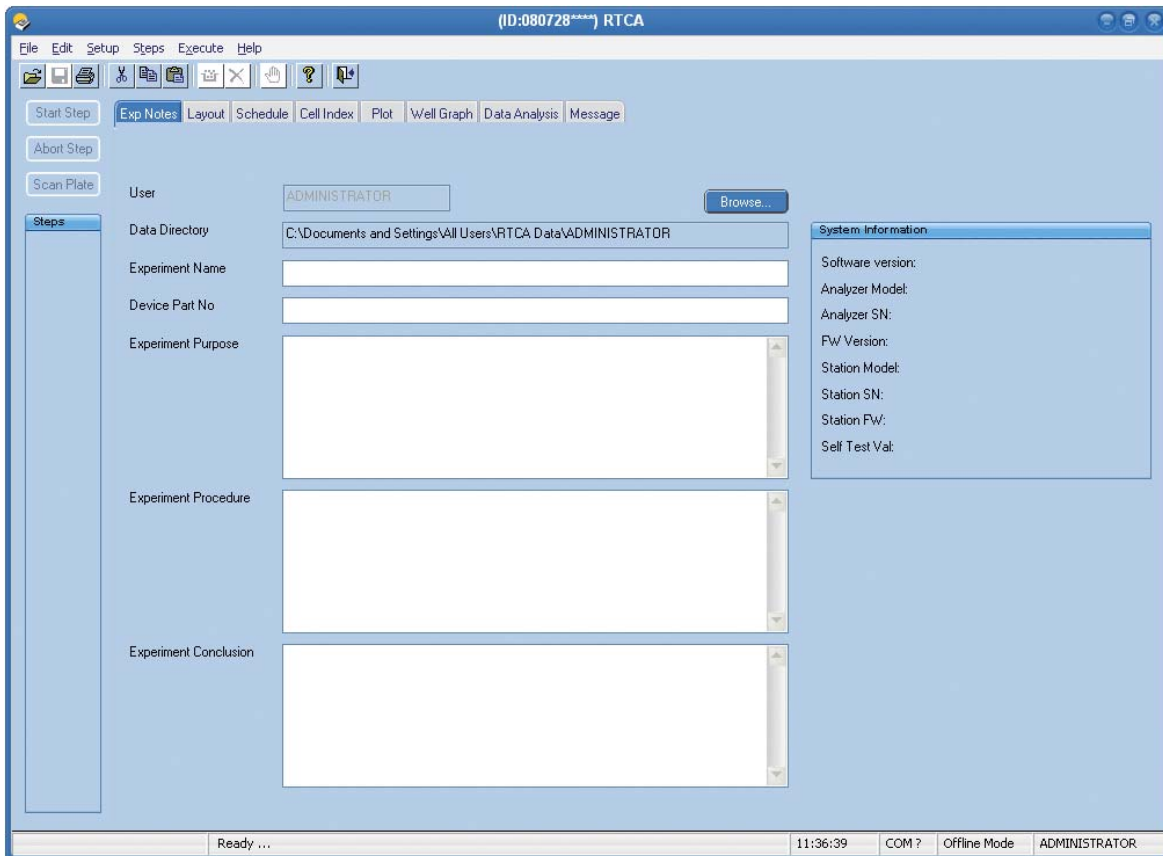 (ID:080728****) RTCA
File Edit Setup Steps Execute Help
Start Step
Abort Step
Scan Plate
Steps
Exp Notes Layout Schedule Cell Index Plot Well Graph Data Analysis Message
User ADMINISTRATOR Browse...
Data Directory C:\Documents and Settings\All Users\RTCA Data\ADMINISTRATOR
Experiment Name
Device Part No
Experiment Purpose
Experiment Procedure
Experiment Conclusion
System Information
Software version:
Analyzer Model:
Analyzer SN:
FW Version:
Station Model:
Station SN:
Station FW:
Self Test Val:
Ready ... 11:36:39 COM ? Offline Mode ADMINISTRATOR